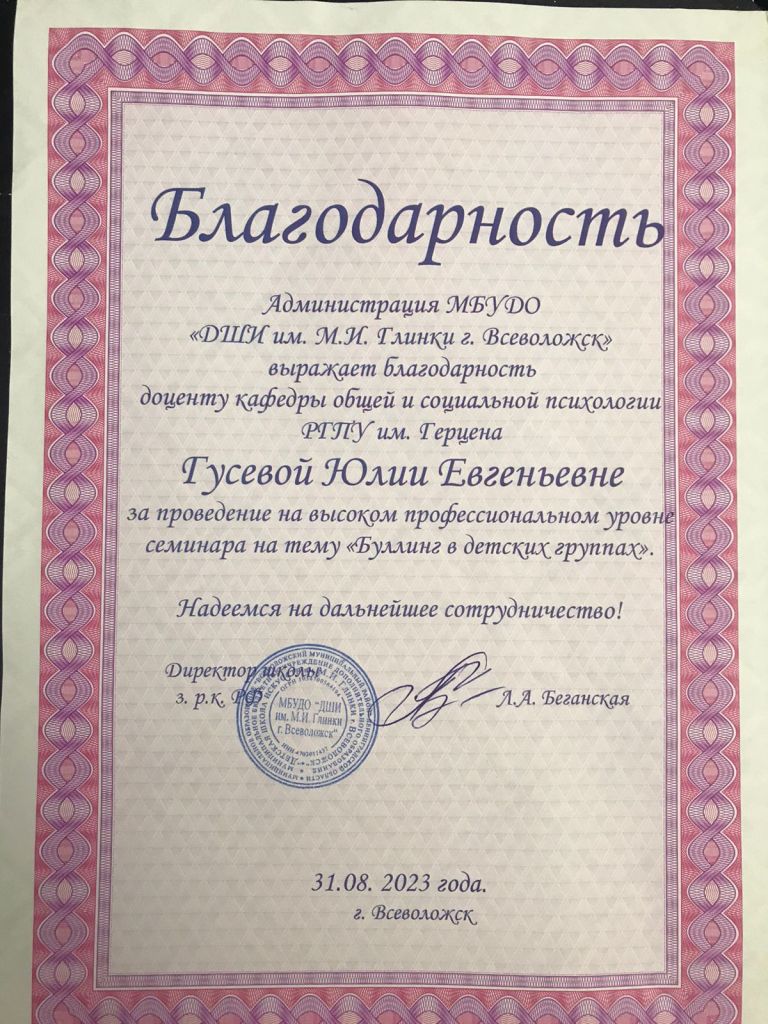 Благодарность
Администрация МБУДО
«ДШИ им. М.И. Глинки г. Всеволожск»
выражает благодарность
доценту кафедры общей и социальной психологии
РГПУ им. Герцена
Гусевой Юлии Евгеньевне
за проведение на высоком профессиональном уровне
семинара на тему «Буллинг в детских группах».
Надеемся на дальнейшее сотрудничество!
Директор школы
з. р.к. РФ
Л.А. Беганская
МБУДО "ДШИ
им. М.И. Глинки
г. Всеволожск"
31.08. 2023 года.
г. Всеволожск